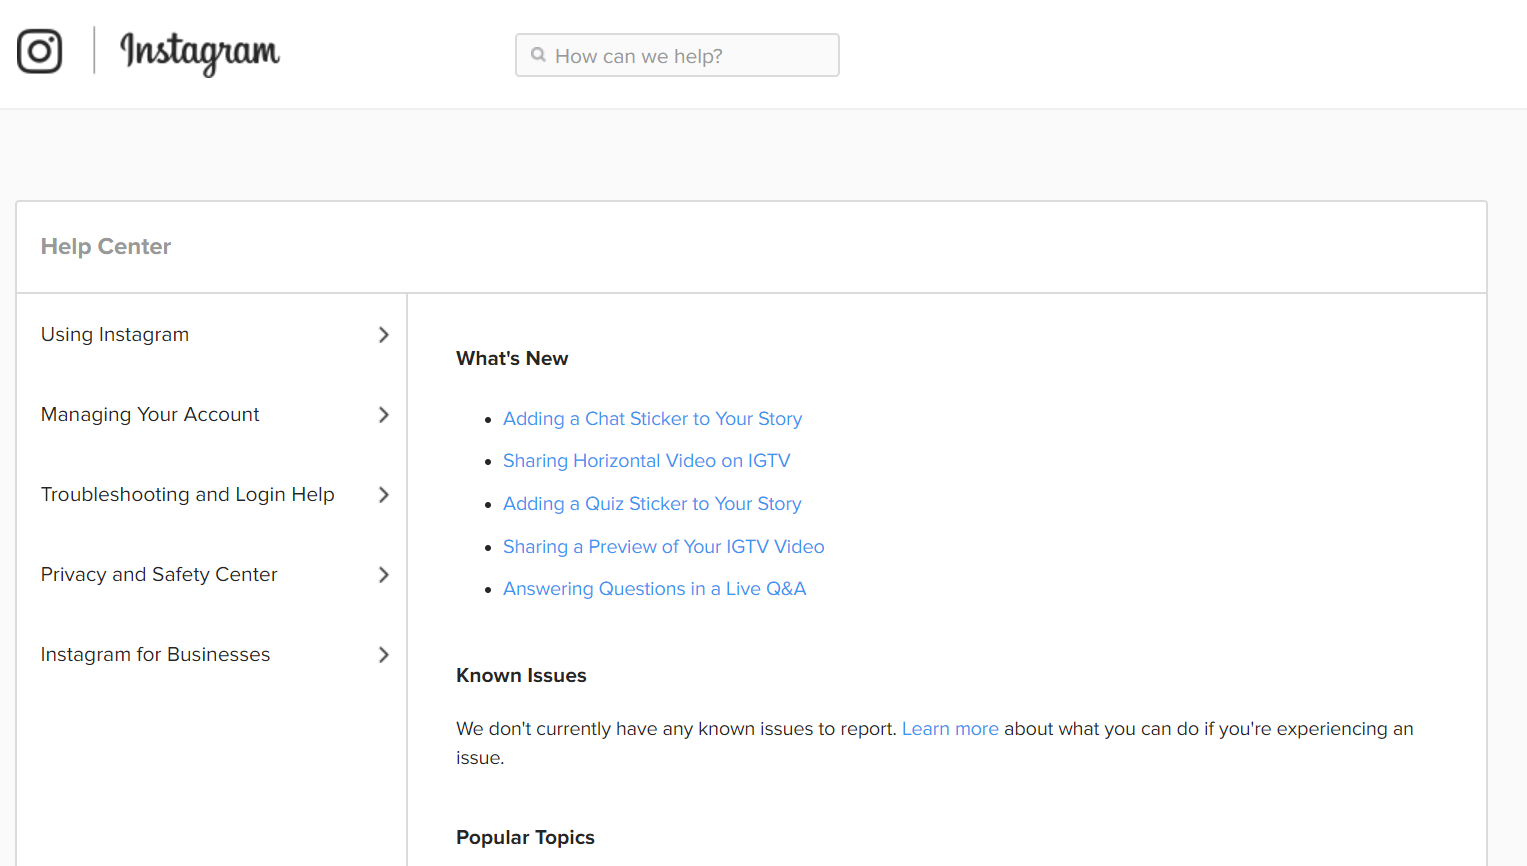 Instagram
How can we help?
Help Center
Using Instagram
Managing Your Account
Troubleshooting and Login Help
Privacy and Safety Center
Instagram for Businesses
What's New
Adding a Chat Sticker to Your Story
Sharing Horizontal Video on IGTV
Adding a Quiz Sticker to Your Story
Sharing a Preview of Your IGTV Video
Answering Questions in a Live Q&A
Known Issues
We don't currently have any known issues to report. Learn more about what you can do if you're experiencing an
issue.
Popular Topics